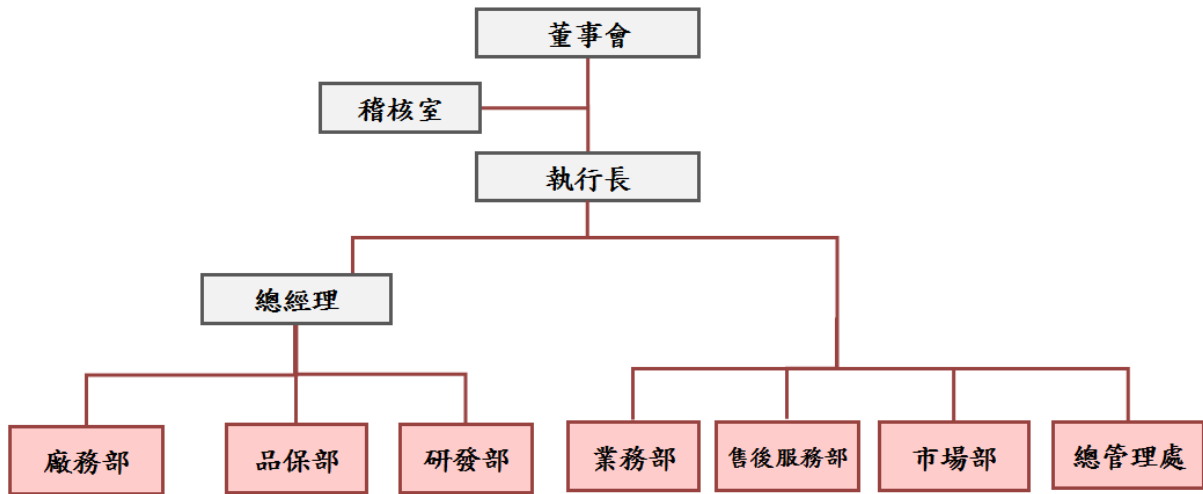 董事會
稽核室
執行長
總經理
廠務部
品保部
研發部
業務部
售後服務部
市場部
總管理處